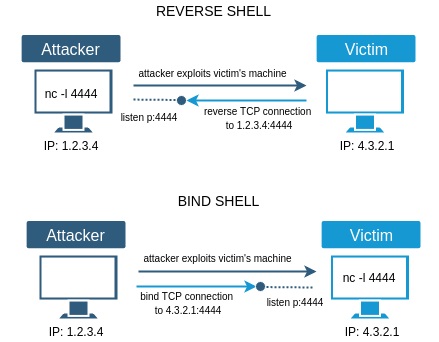 REVERSE SHELL
Attacker
Victim
attacker exploits victim's machine
nc -l 4444
listen p:4444
reverse TCP connection
to 1.2.3.4:4444
IP: 1.2.3.4
IP: 4.3.2.1
BIND SHELL
Attacker
Victim
attacker exploits victim's machine
nc -l 4444
bind TCP connection
to 4.3.2.1:4444
listen p:4444
IP: 1.2.3.4
IP: 4.3.2.1